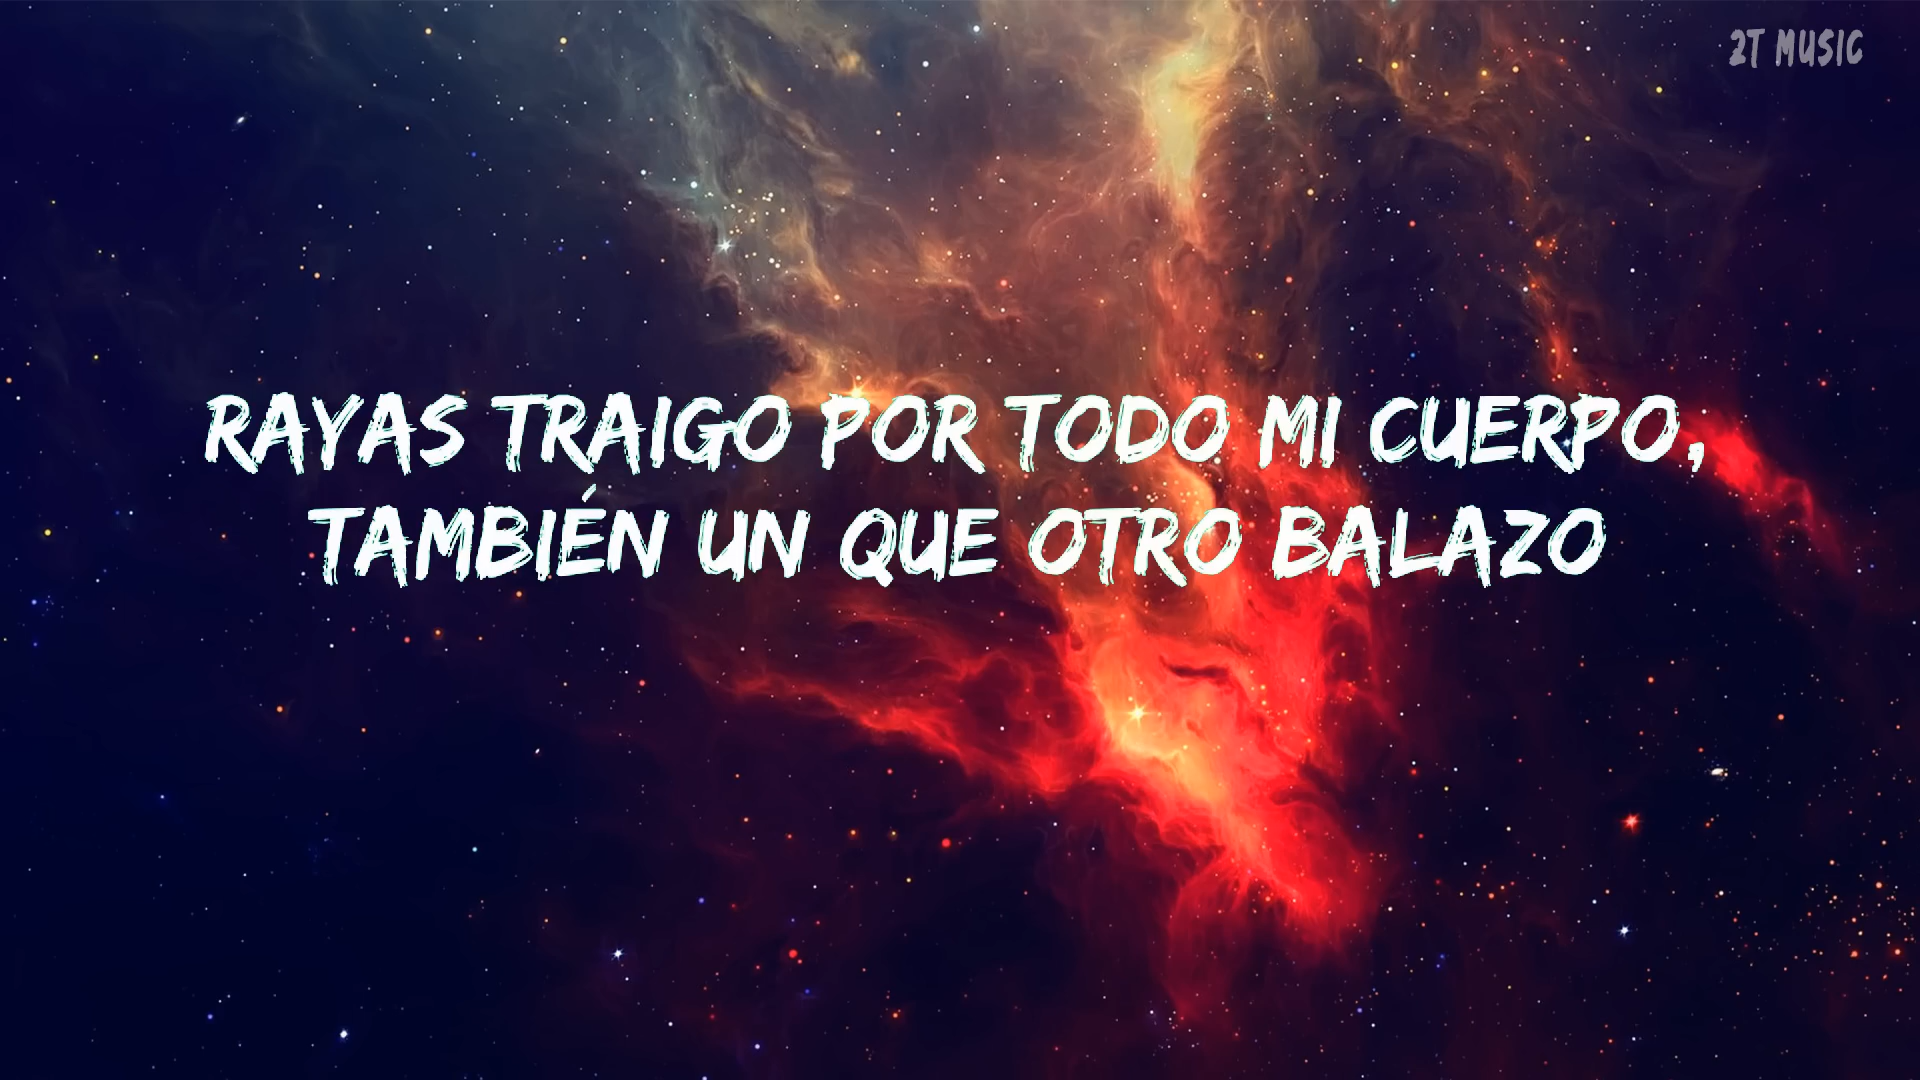 2T MUSIC
RAYAS TRAIGO POR TODO MI CUERPO,
TAMBIÉN UN QUE OTRO BALAZO